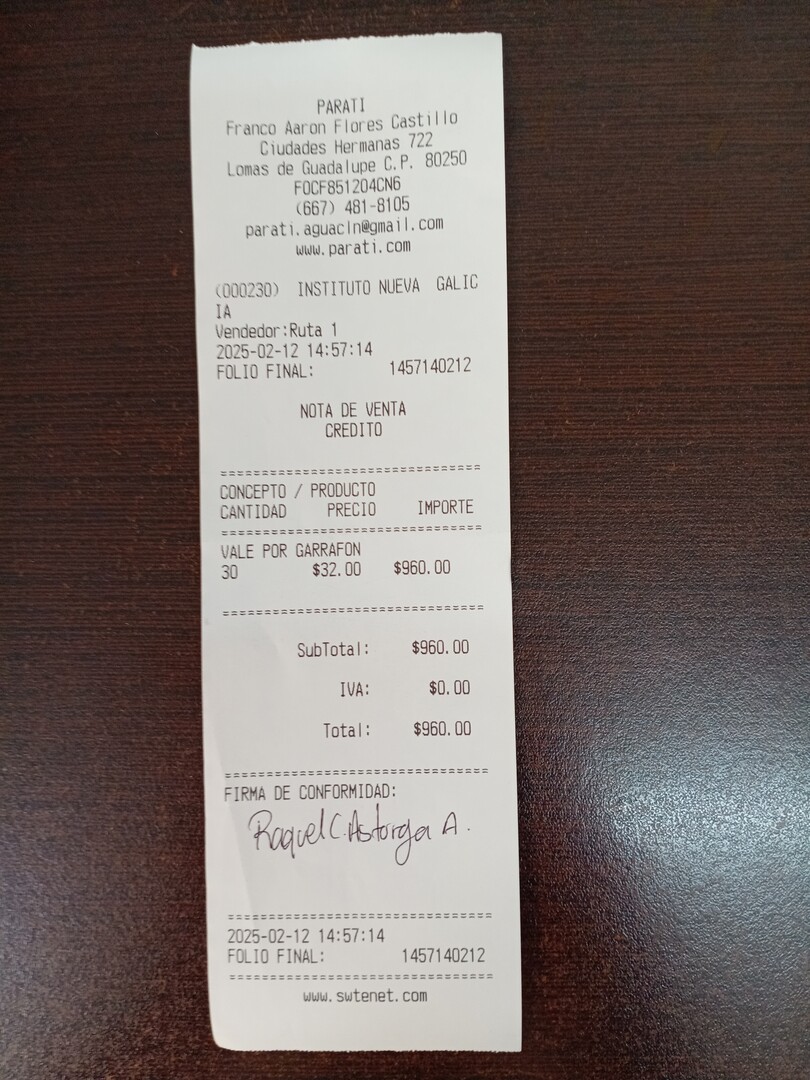 PARATI
Franco Aaron Flores Castillo
Ciudades Hermanas 722
Lomas de Guadalupe C.P. 80250
FOCF851204CN6
(667) 481-8105
parati.aguacln@gmail.com
www.parati.com
(000230) INSTITUTO NUEVA GALIC
IA
Vendedor:Ruta 1
2025-02-12 14:57:14
FOLIO FINAL: 1457140212
NOTA DE VENTA
CREDITO
================================
CONCEPTO / PRODUCTO
CANTIDAD PRECIO IMPORTE
================================
VALE POR GARRAFON
30 $32.00 $960.00
================================
SubTotal: $960.00
IVA: $0.00
Total: $960.00
================================
FIRMA DE CONFORMIDAD:
Raquel C. Astorga A.
================================
2025-02-12 14:57:14
FOLIO FINAL: 1457140212
================================
www.swtenet.com